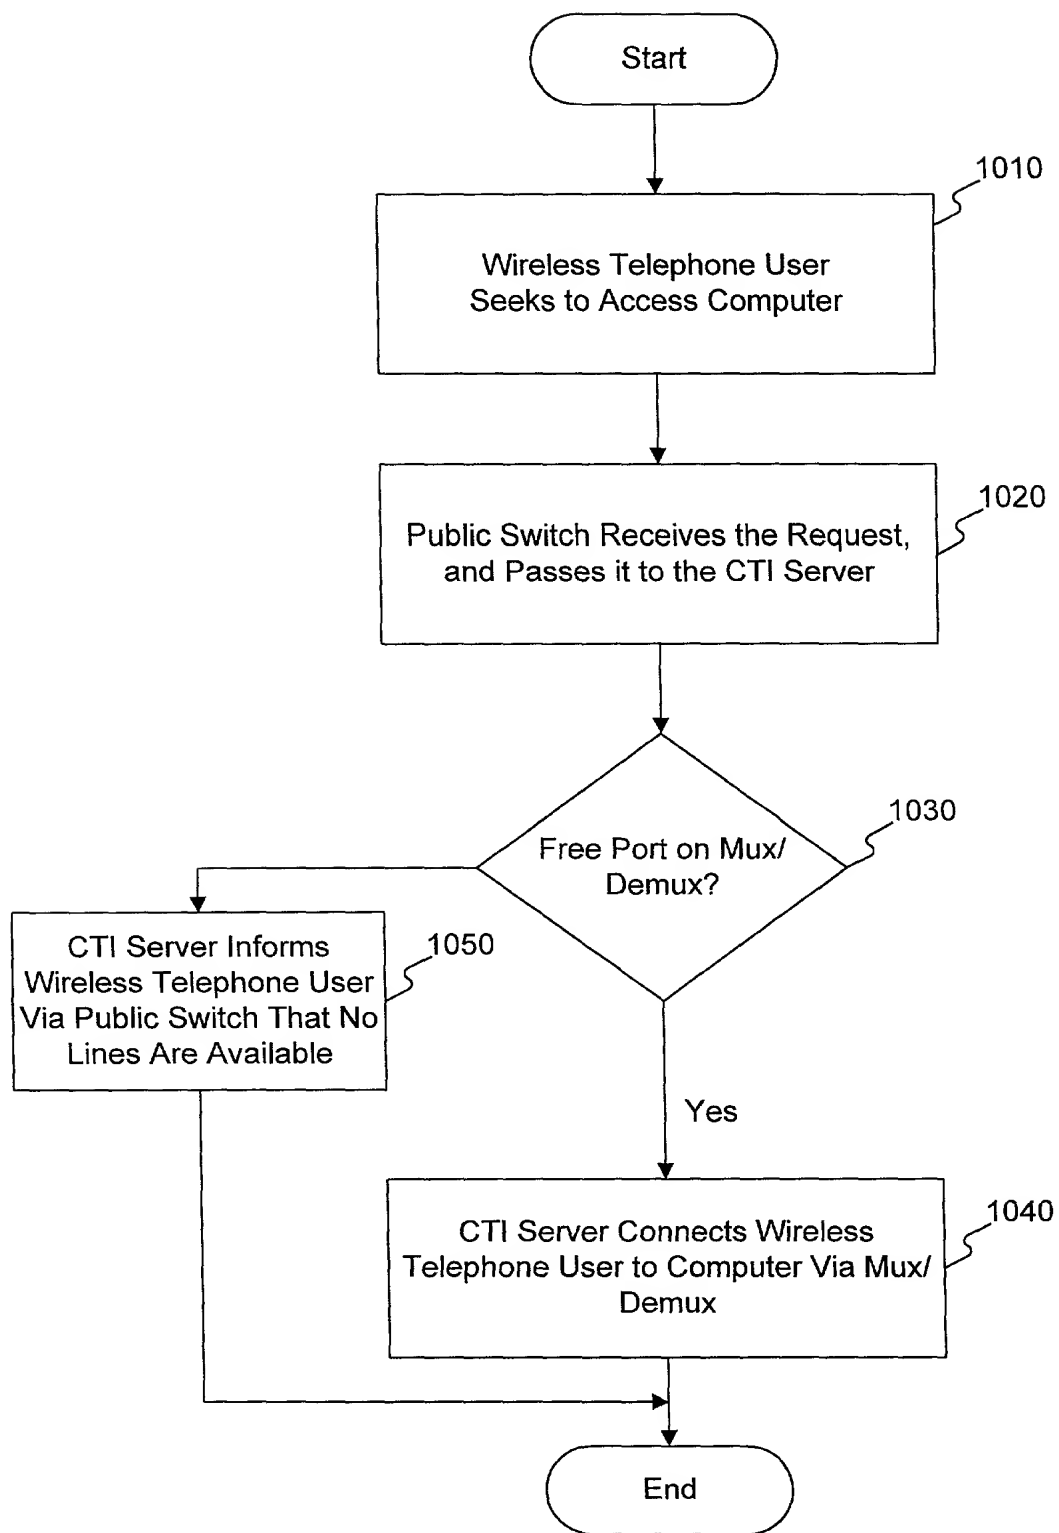 Start
1010
Wireless Telephone User
Seeks to Access Computer
1020
Public Switch Receives the Request,
and Passes it to the CTI Server
1030
Free Port on Mux/
Demux?
1050
CTI Server Informs
Wireless Telephone User
Via Public Switch That No
Lines Are Available
Yes
1040
CTI Server Connects Wireless
Telephone User to Computer Via Mux/
Demux
End